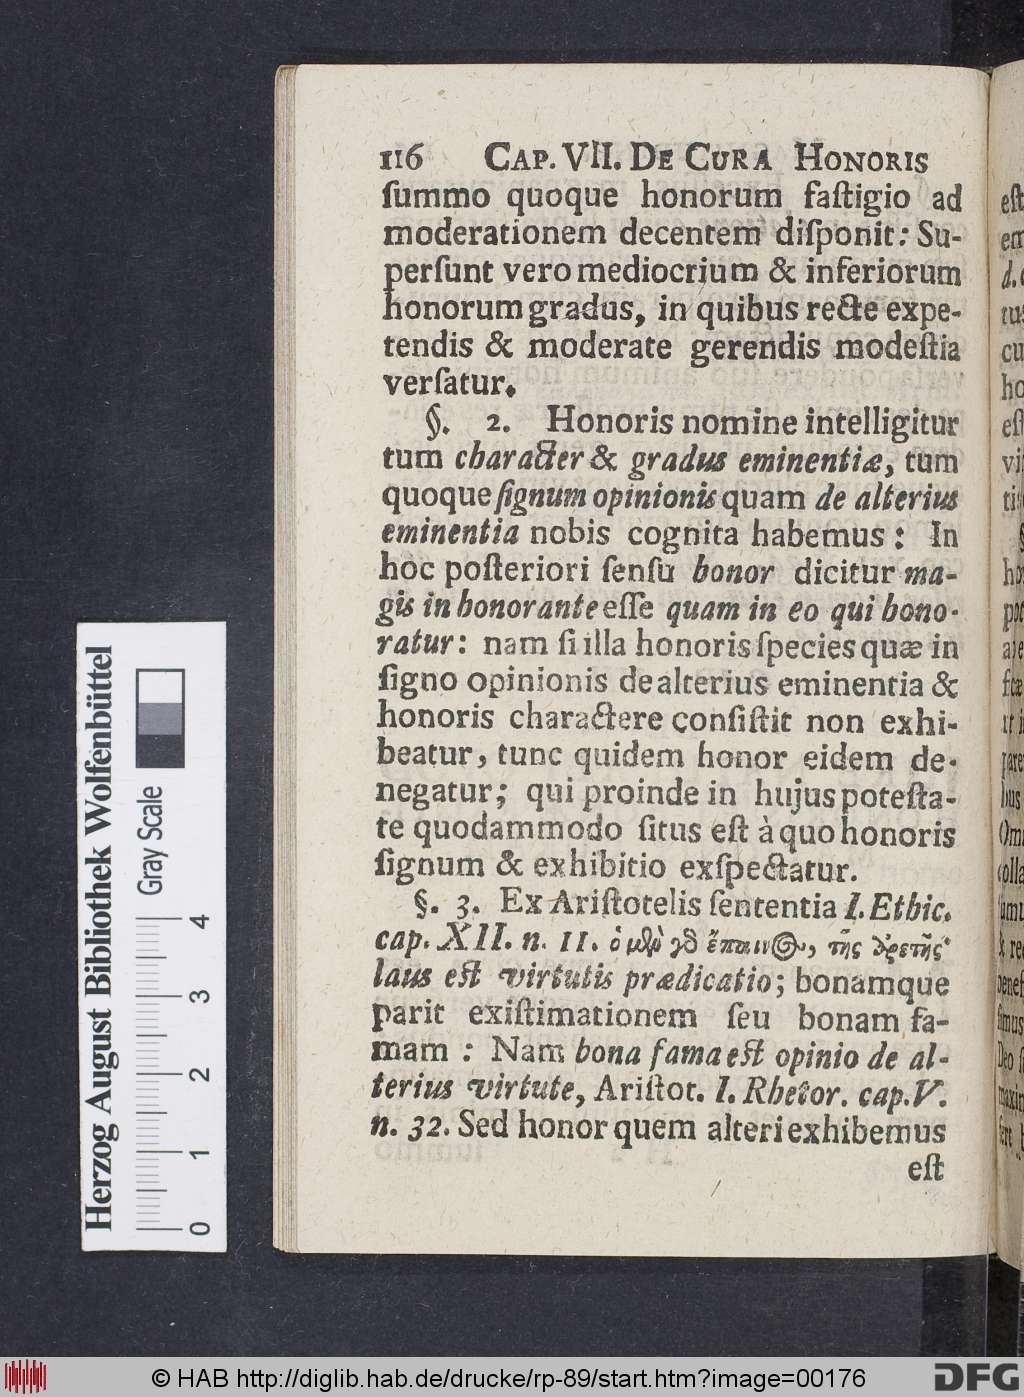 116 CAP. VII. DE CURA HONORIS
ſummo quoque honorum faſtigio ad
moderationem decentem diſponit: Su-
perſunt vero mediocrium & inferiorum
honorum gradus, in quibus recte expe-
tendis & moderate gerendis modeſtia
verſatur.
§. 2. Honoris nomine intelligitur
tum character & gradus eminentiæ, tum
quoque ſignum opinionis quam de alterius
eminentia nobis cognita habemus: In
hoc poſteriori ſenſu honor dicitur ma-
gis in honorante eſſe quam in eo qui hono-
ratur: nam ſi illa honoris ſpecies quæ in
ſigno opinionis de alterius eminentia &
honoris charactere conſiſtit non exhi-
beatur, tunc quidem honor eidem de-
negatur; qui proinde in hujus poteſta-
te quodammodo ſitus eſt à quo honoris
ſignum & exhibitio exſpectatur.
§. 3. Ex Ariſtotelis ſententia I. Ethic.
cap. XII. n. 11. ὁ μὲν γὸ ἔπαινος, τῆς ἀρετῆς·
laus eſt virtutis prædicatio; bonamque
parit exiſtimationem ſeu bonam fa-
mam: Nam bona fama eſt opinio de al-
terius virtute, Ariſtot. I. Rhetor. cap. V.
n. 32. Sed honor quem alteri exhibemus
eſt
Herzog August Bibliothek Wolfenbüttel
Gray Scale
0 1 2 3 4
© HAB http://diglib.hab.de/drucke/rp-89/start.htm?image=00176
DFG